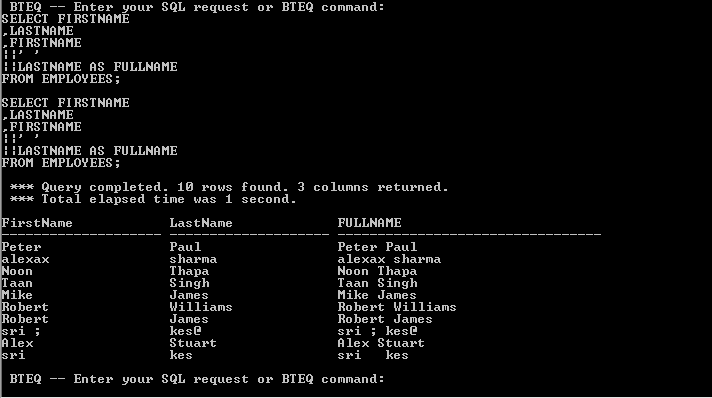 BTEQ -- Enter your SQL request or BTEQ command:
SELECT FIRSTNAME
,LASTNAME
,FIRSTNAME
||' '
||LASTNAME AS FULLNAME
FROM EMPLOYEES;
SELECT FIRSTNAME
,LASTNAME
,FIRSTNAME
||' '
||LASTNAME AS FULLNAME
FROM EMPLOYEES;
*** Query completed. 10 rows found. 3 columns returned.
*** Total elapsed time was 1 second.
FirstName LastName FULLNAME
-------------------- -------------------- ---------------------------------
Peter Paul Peter Paul
alexax sharma alexax sharma
Noon Thapa Noon Thapa
Taan Singh Taan Singh
Mike James Mike James
Robert Williams Robert Williams
Robert James Robert James
sri ; kes@ sri ; kes@
Alex Stuart Alex Stuart
sri kes sri   kes
BTEQ -- Enter your SQL request or BTEQ command: